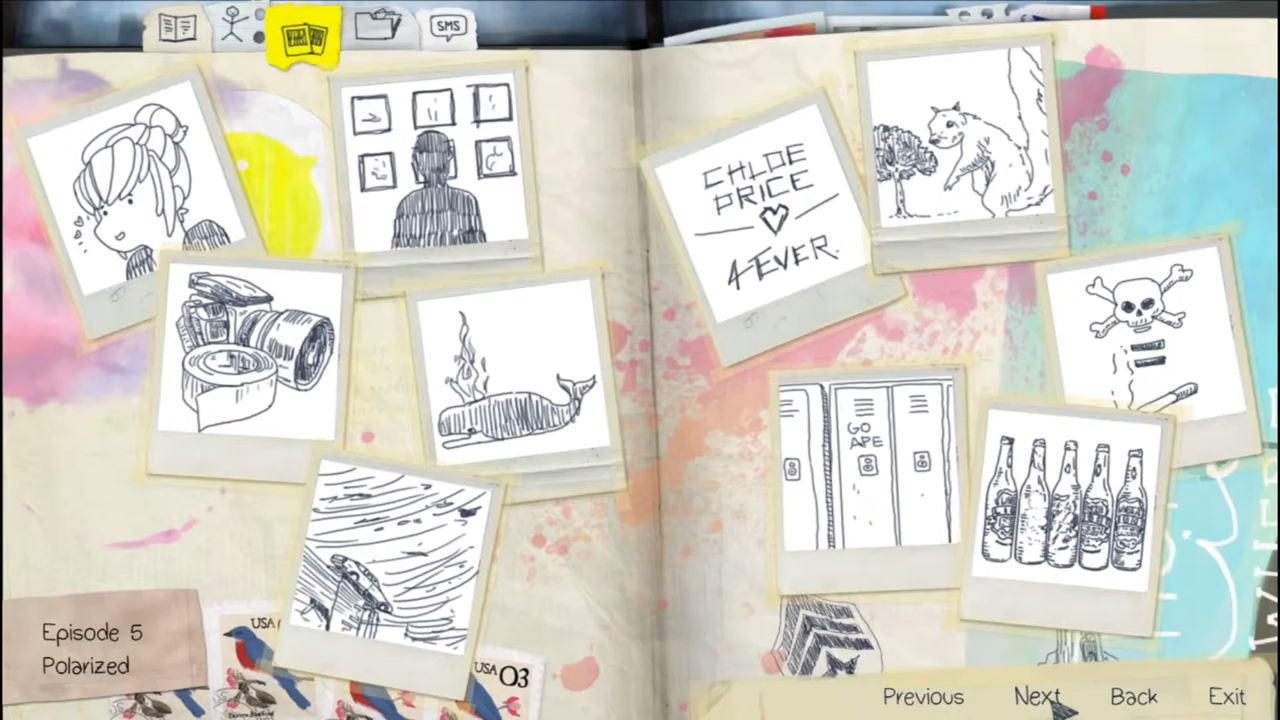 SMS
CHLOE
PRICE
4EVER.
GO
APE
Episode 5
Polarized
USA
USA 03
Previous
Next
Back
Exit